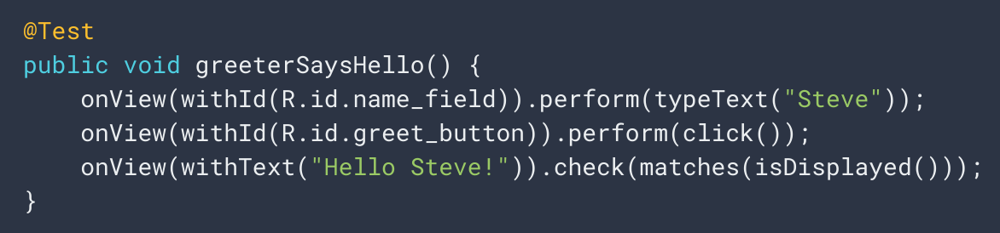 @Test
public void greeterSaysHello() {
    onView(withId(R.id.name_field)).perform(typeText("Steve"));
    onView(withId(R.id.greet_button)).perform(click());
    onView(withText("Hello Steve!")).check(matches(isDisplayed()));
}